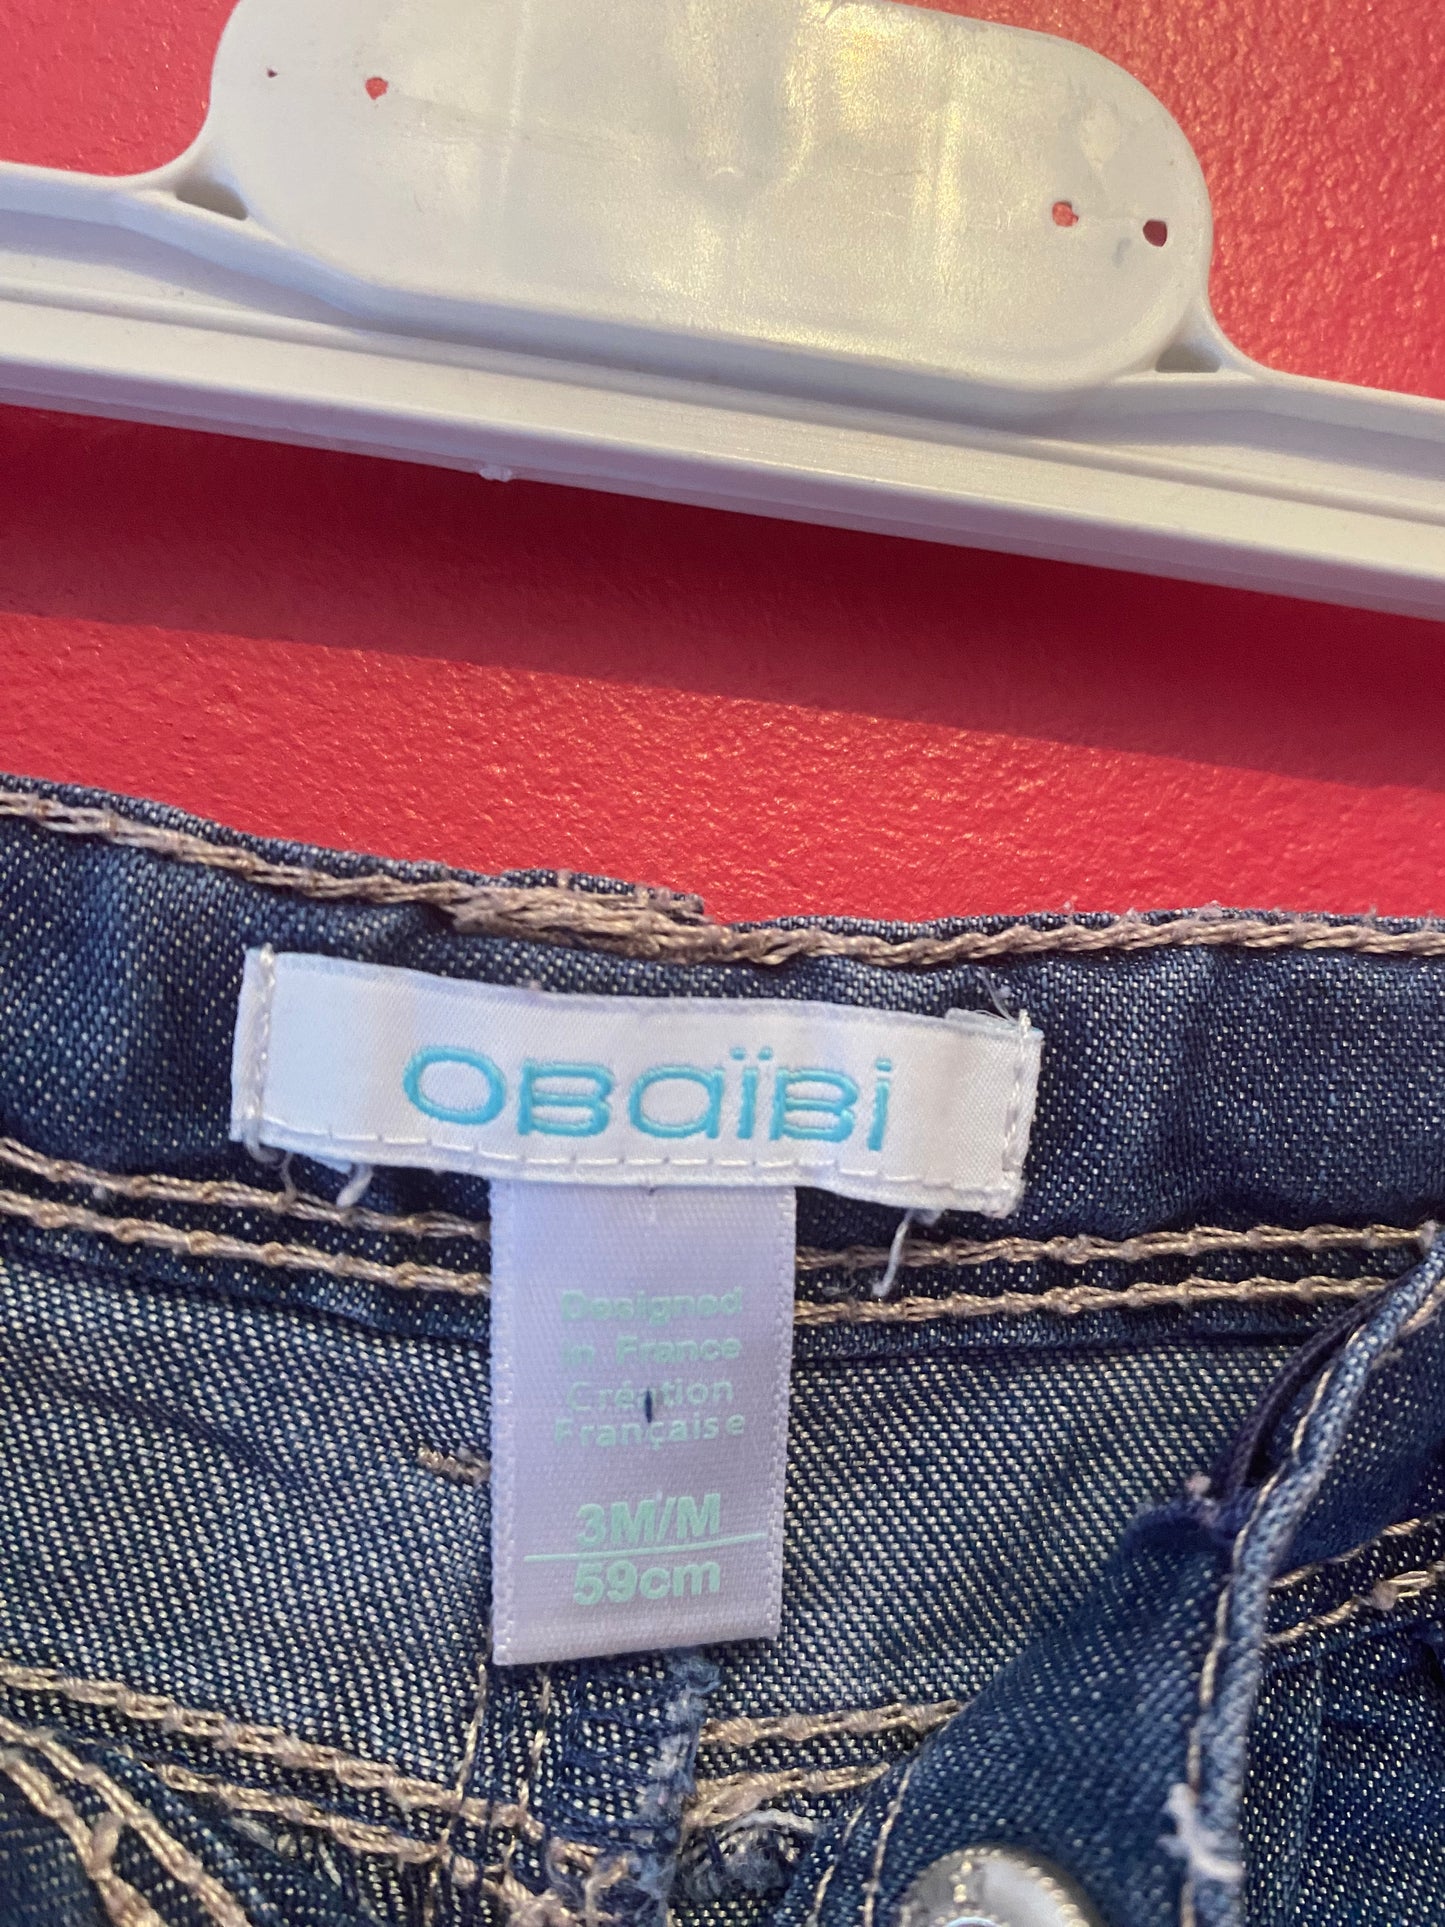 OBaïBi
Designed
in France
Création
Française
3M/M
59cm